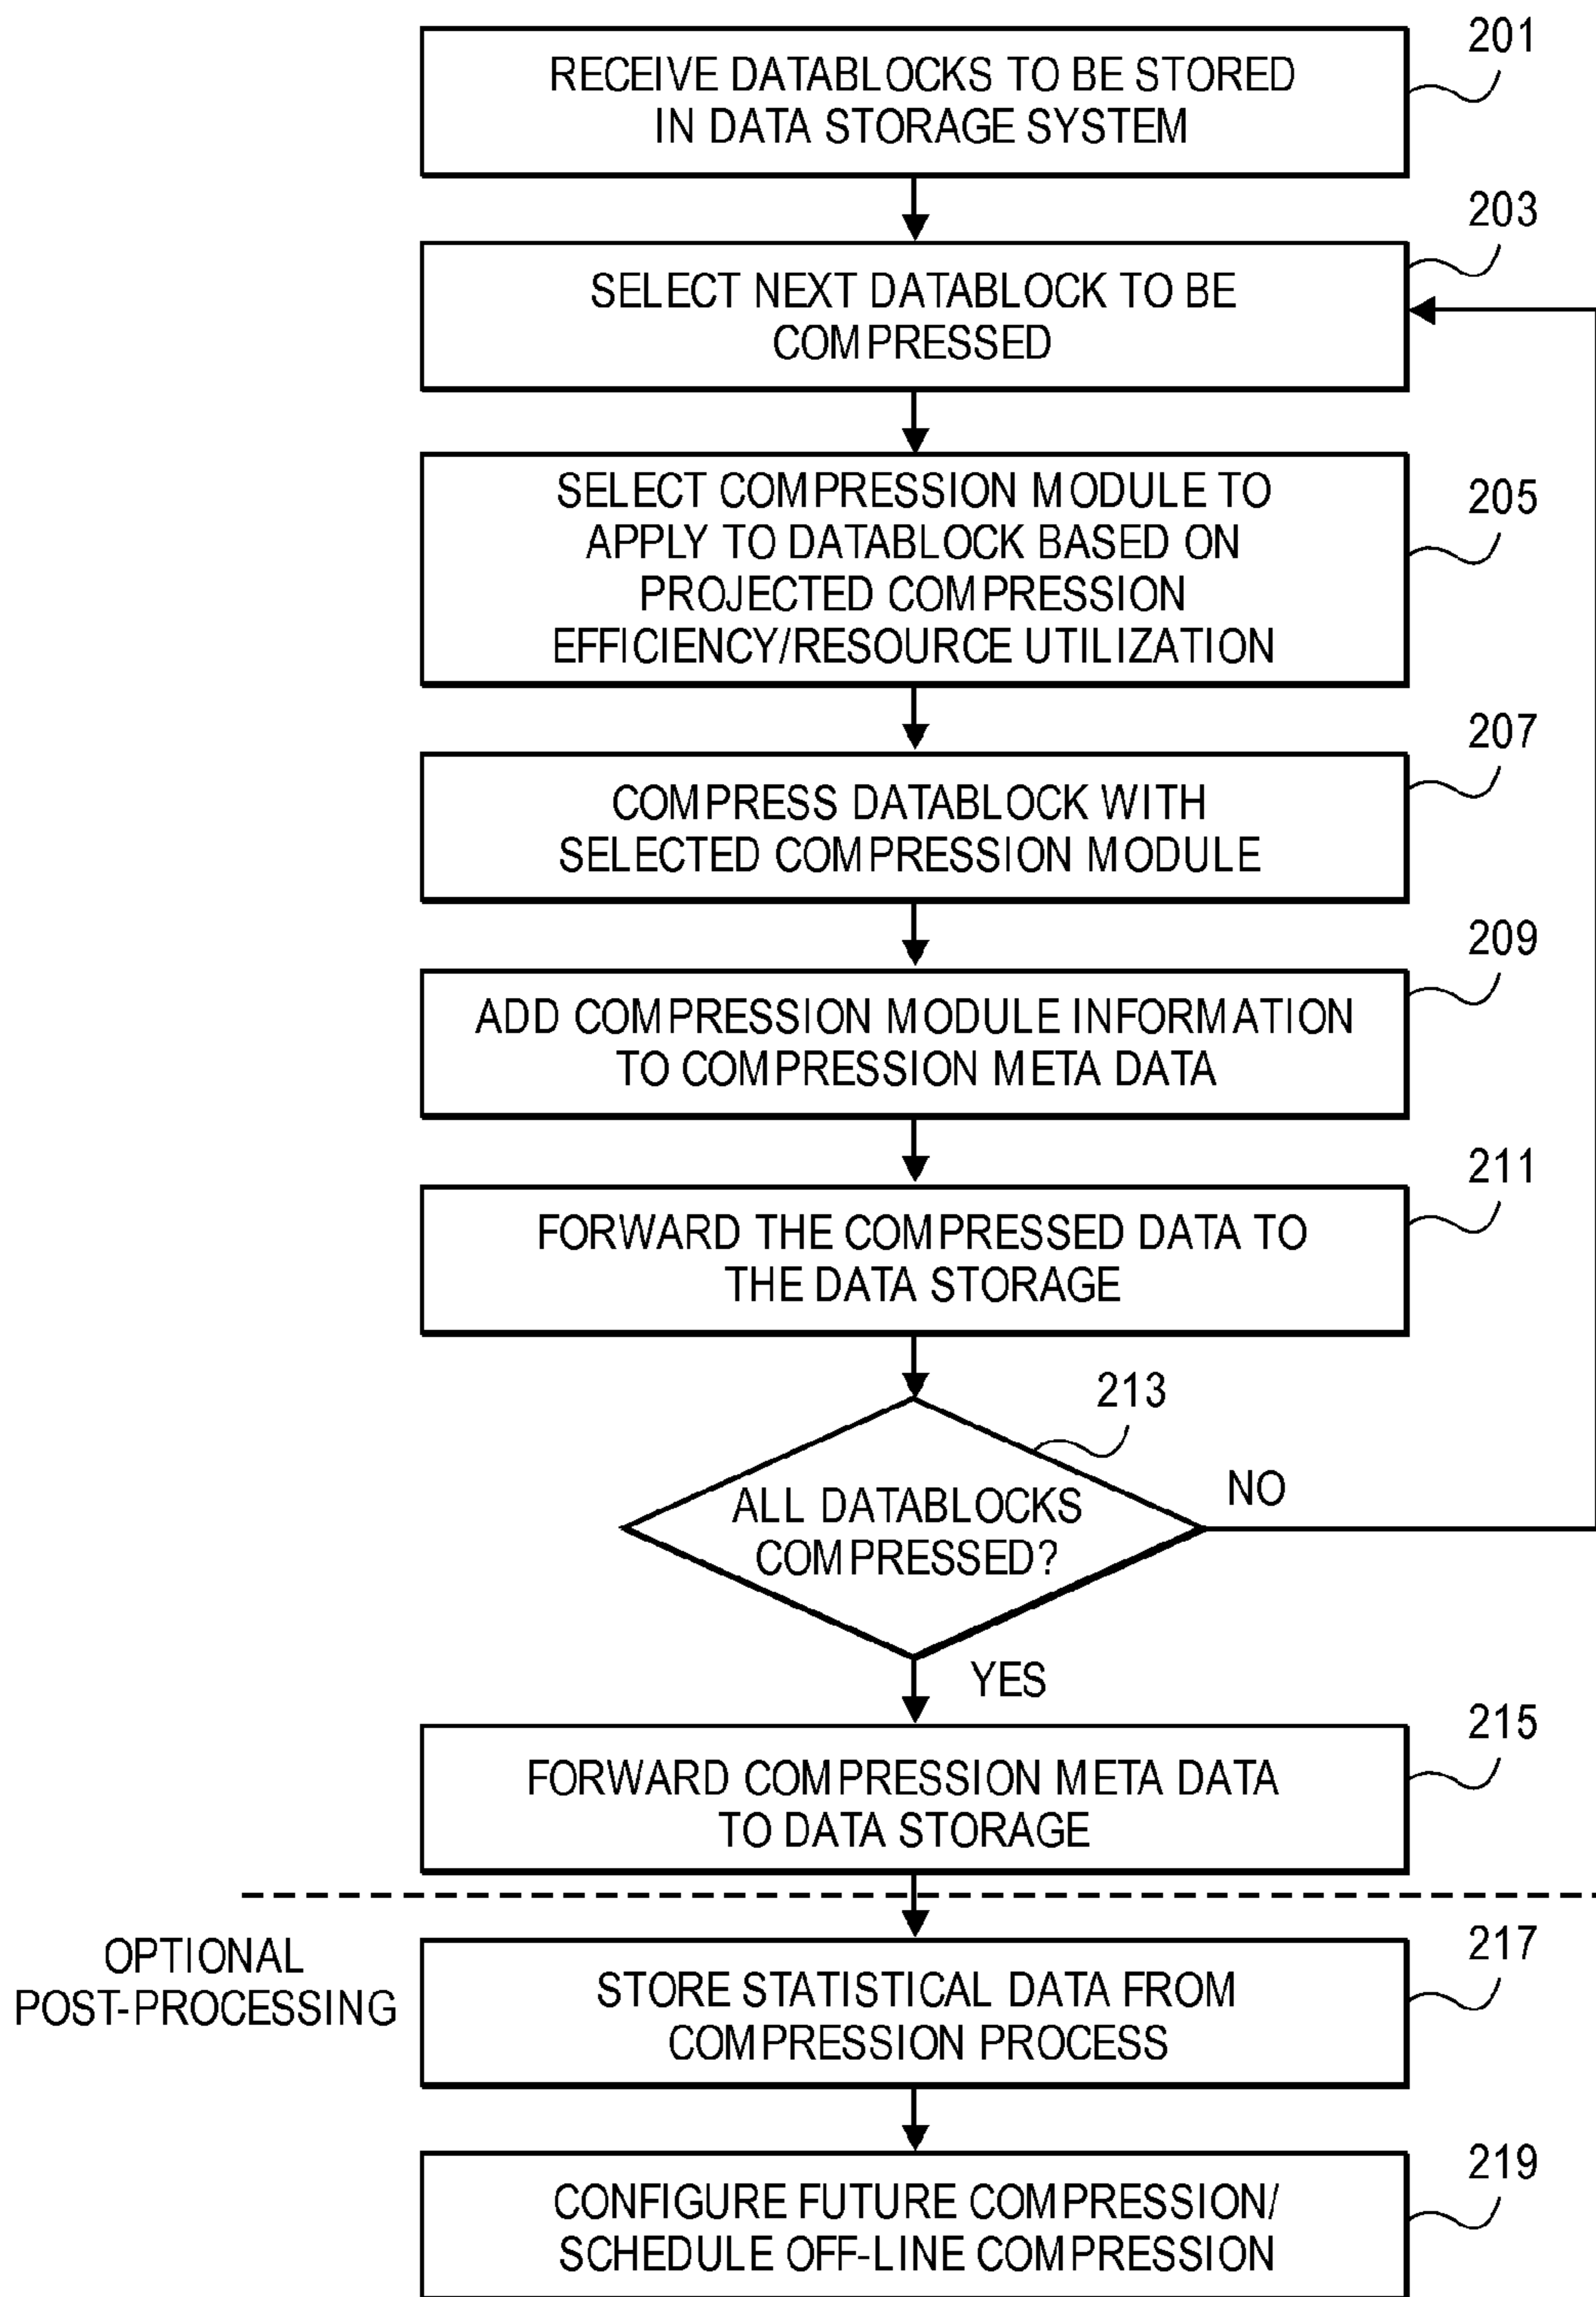 201
RECEIVE DATABLOCKS TO BE STORED
IN DATA STORAGE SYSTEM
203
SELECT NEXT DATABLOCK TO BE
COMPRESSED
205
SELECT COMPRESSION MODULE TO
APPLY TO DATABLOCK BASED ON
PROJECTED COMPRESSION
EFFICIENCY/RESOURCE UTILIZATION
207
COMPRESS DATABLOCK WITH
SELECTED COMPRESSION MODULE
209
ADD COMPRESSION MODULE INFORMATION
TO COMPRESSION META DATA
211
FORWARD THE COMPRESSED DATA TO
THE DATA STORAGE
213
ALL DATABLOCKS
COMPRESSED?
NO
YES
215
FORWARD COMPRESSION META DATA
TO DATA STORAGE
OPTIONAL
POST-PROCESSING
217
STORE STATISTICAL DATA FROM
COMPRESSION PROCESS
219
CONFIGURE FUTURE COMPRESSION/
SCHEDULE OFF-LINE COMPRESSION